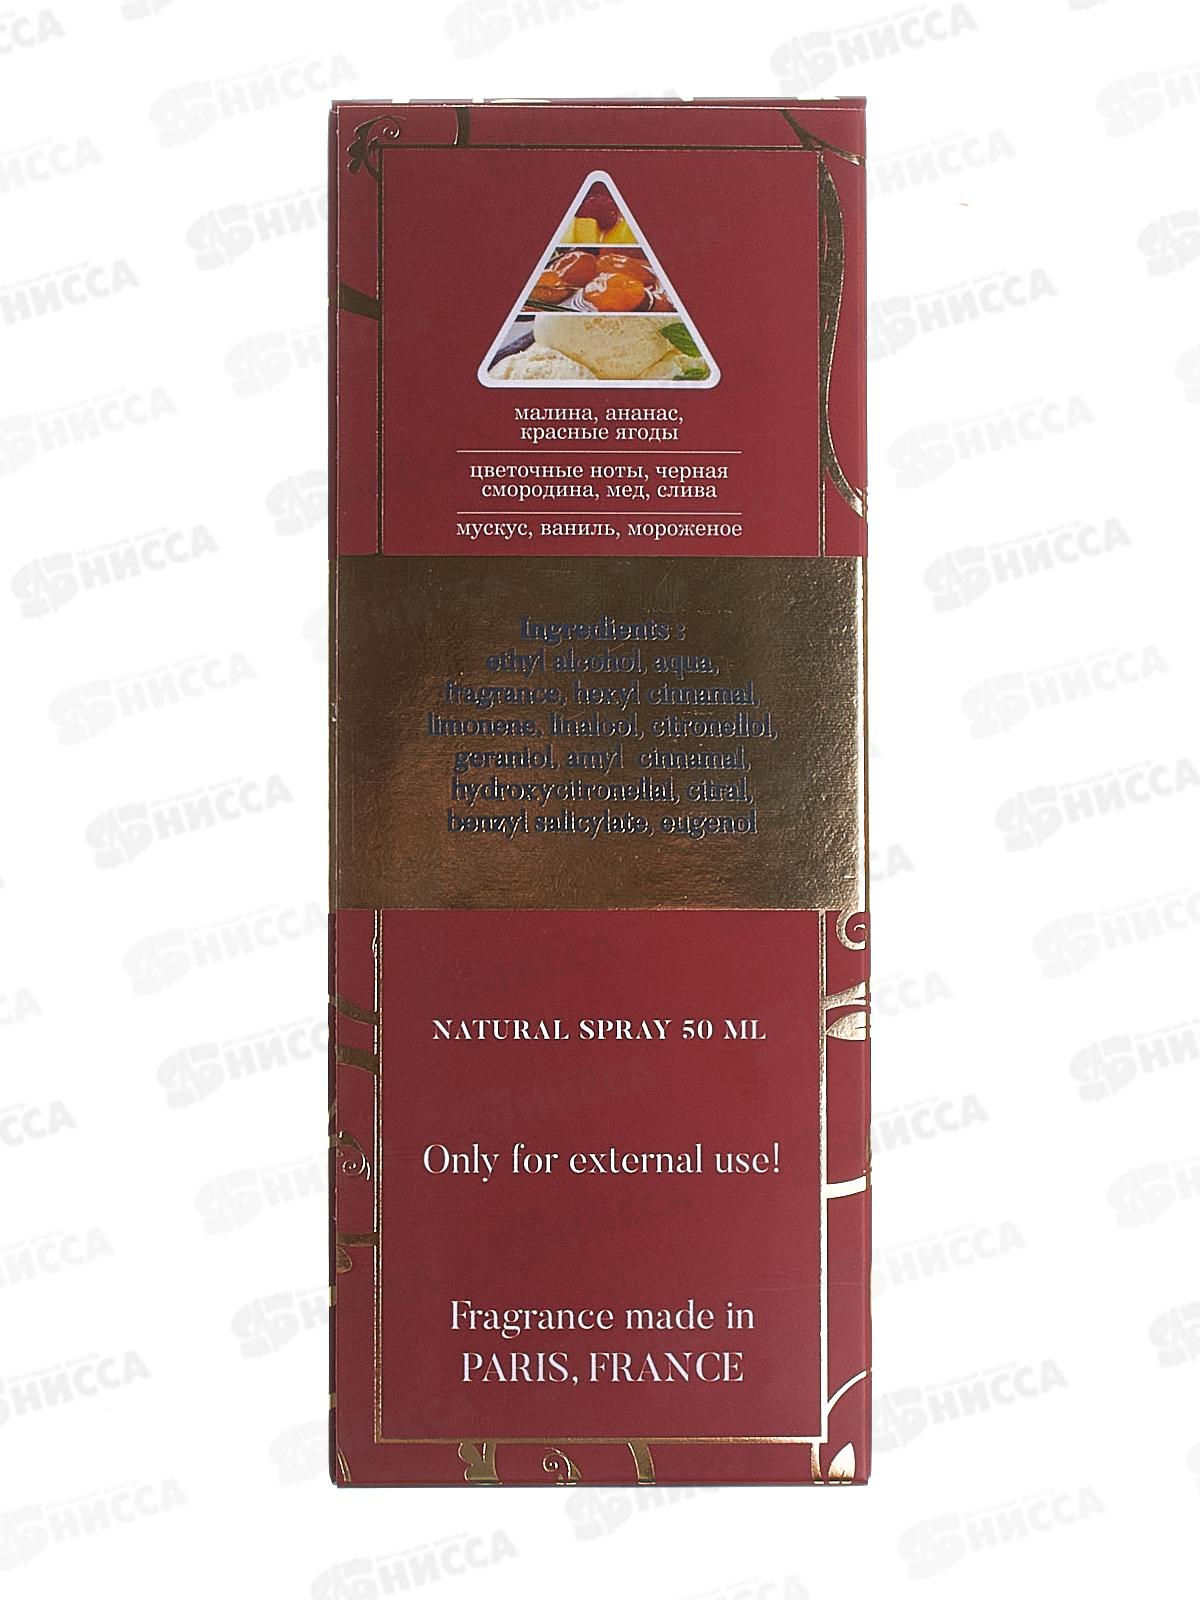 малина, ананас,
красные ягоды
цветочные ноты, черная
смородина, мед, слива
мускус, ваниль, мороженое
Ingredients :
ethyl alcohol, aqua,
fragrance, hexyl cinnamal,
limonene, linalool, citronellol,
geraniol, amyl cinnamal,
hydroxycitronellal, citral,
benzyl salicylate, eugenol
NATURAL SPRAY 50 ML
Only for external use!
Fragrance made in
PARIS, FRANCE